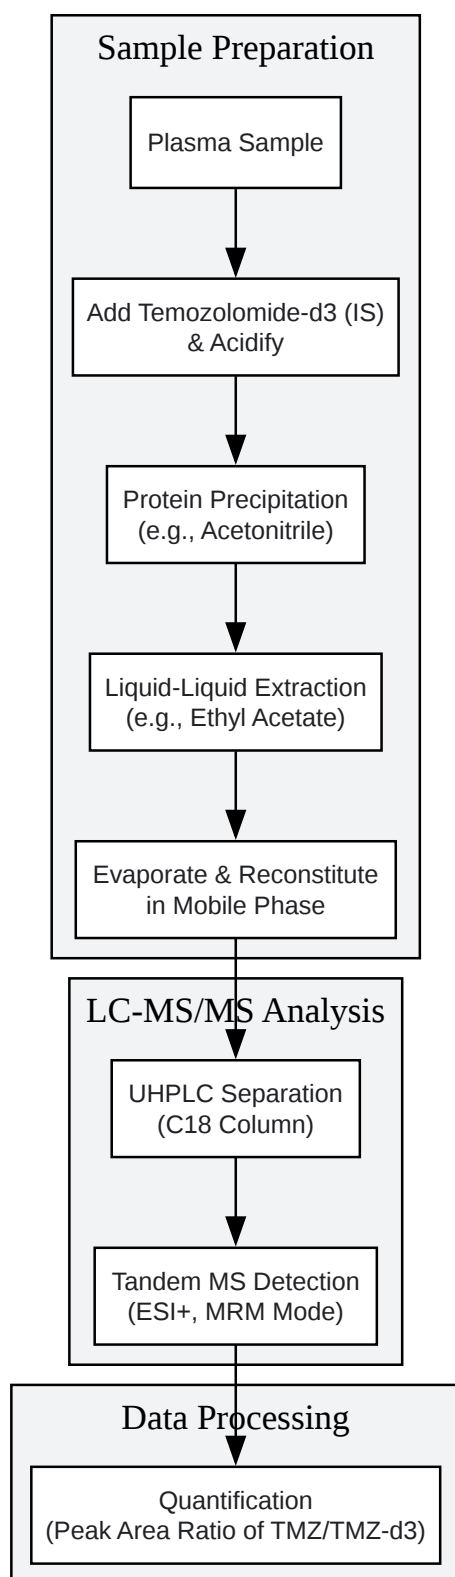 Sample Preparation
Plasma Sample
Add Temozolomide-d3 (IS)
& Acidify
Protein Precipitation
(e.g., Acetonitrile)
Liquid-Liquid Extraction
(e.g., Ethyl Acetate)
Evaporate & Reconstitute
in Mobile Phase
LC-MS/MS Analysis
UHPLC Separation
(C18 Column)
Tandem MS Detection
(ESI+, MRM Mode)
Data Processing
Quantification
(Peak Area Ratio of TMZ/TMZ-d3)